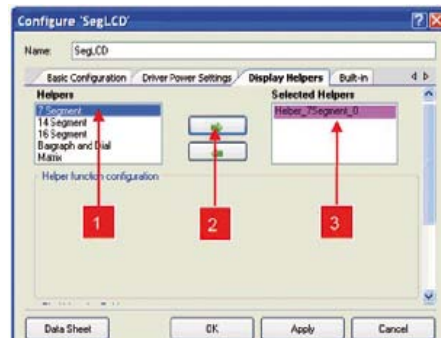 Configure 'SegLCD'
Name: SegLCD
Basic Configuration Driver Power Settings Display Helpers Built-in
Helpers
7 Segment
14 Segment
16 Segment
Bargraph and Dial
Matrix
Selected Helpers
Helper_7Segment_0
Helper function configuration
1
2
3
Data Sheet OK Apply Cancel